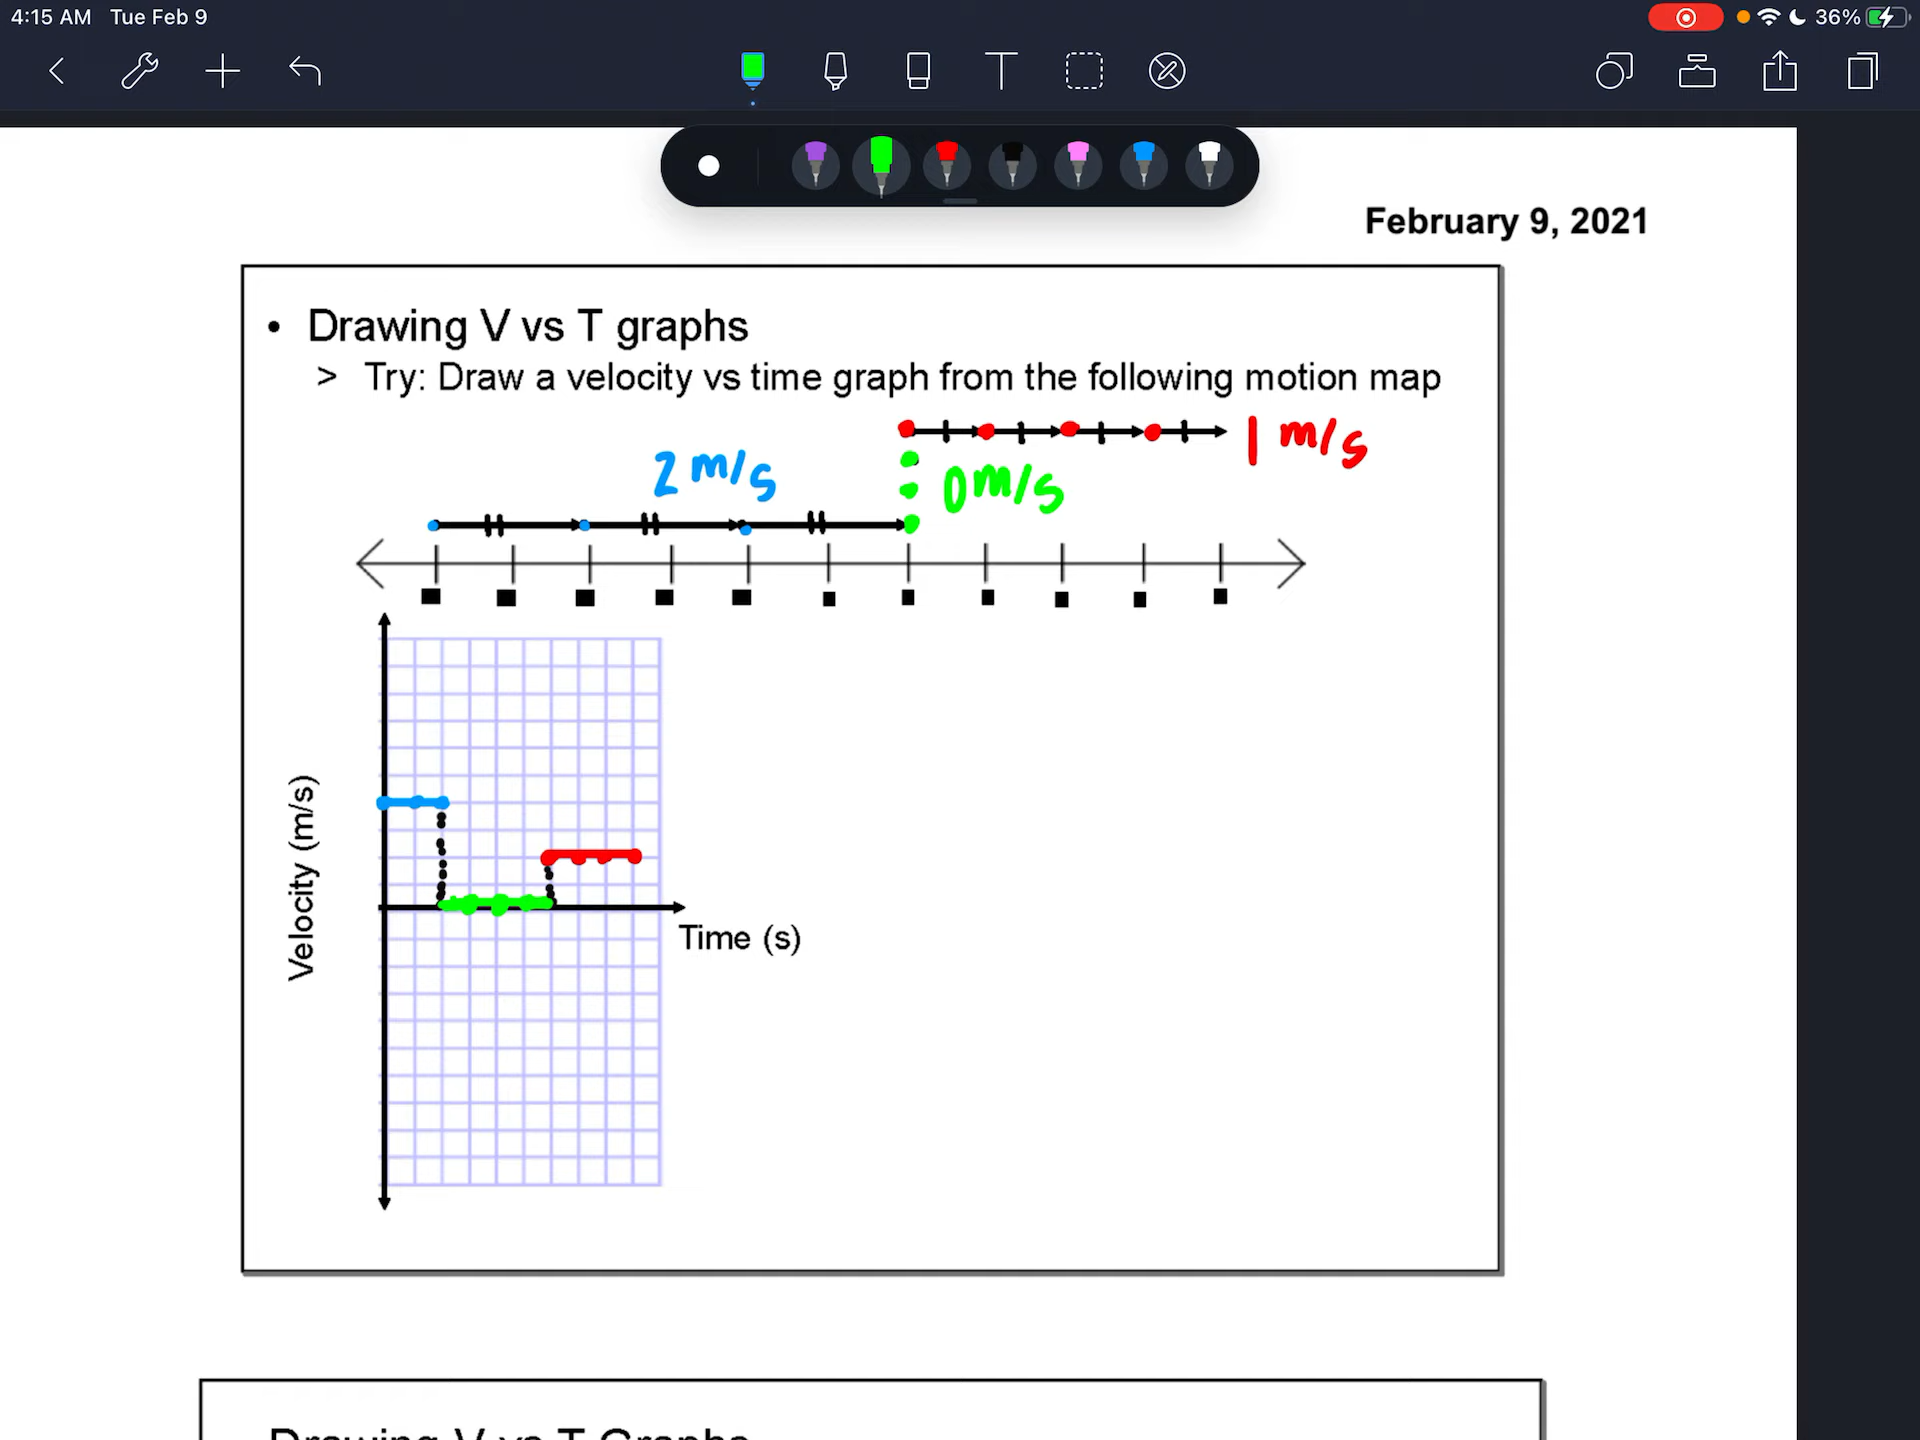 4:15 AM Tue Feb 9
36%
February 9, 2021
• Drawing V vs T graphs
> Try: Draw a velocity vs time graph from the following motion map
1 m/s
2 m/s
0 m/s
Velocity (m/s)
Time (s)
Drawing V vs T Graphs